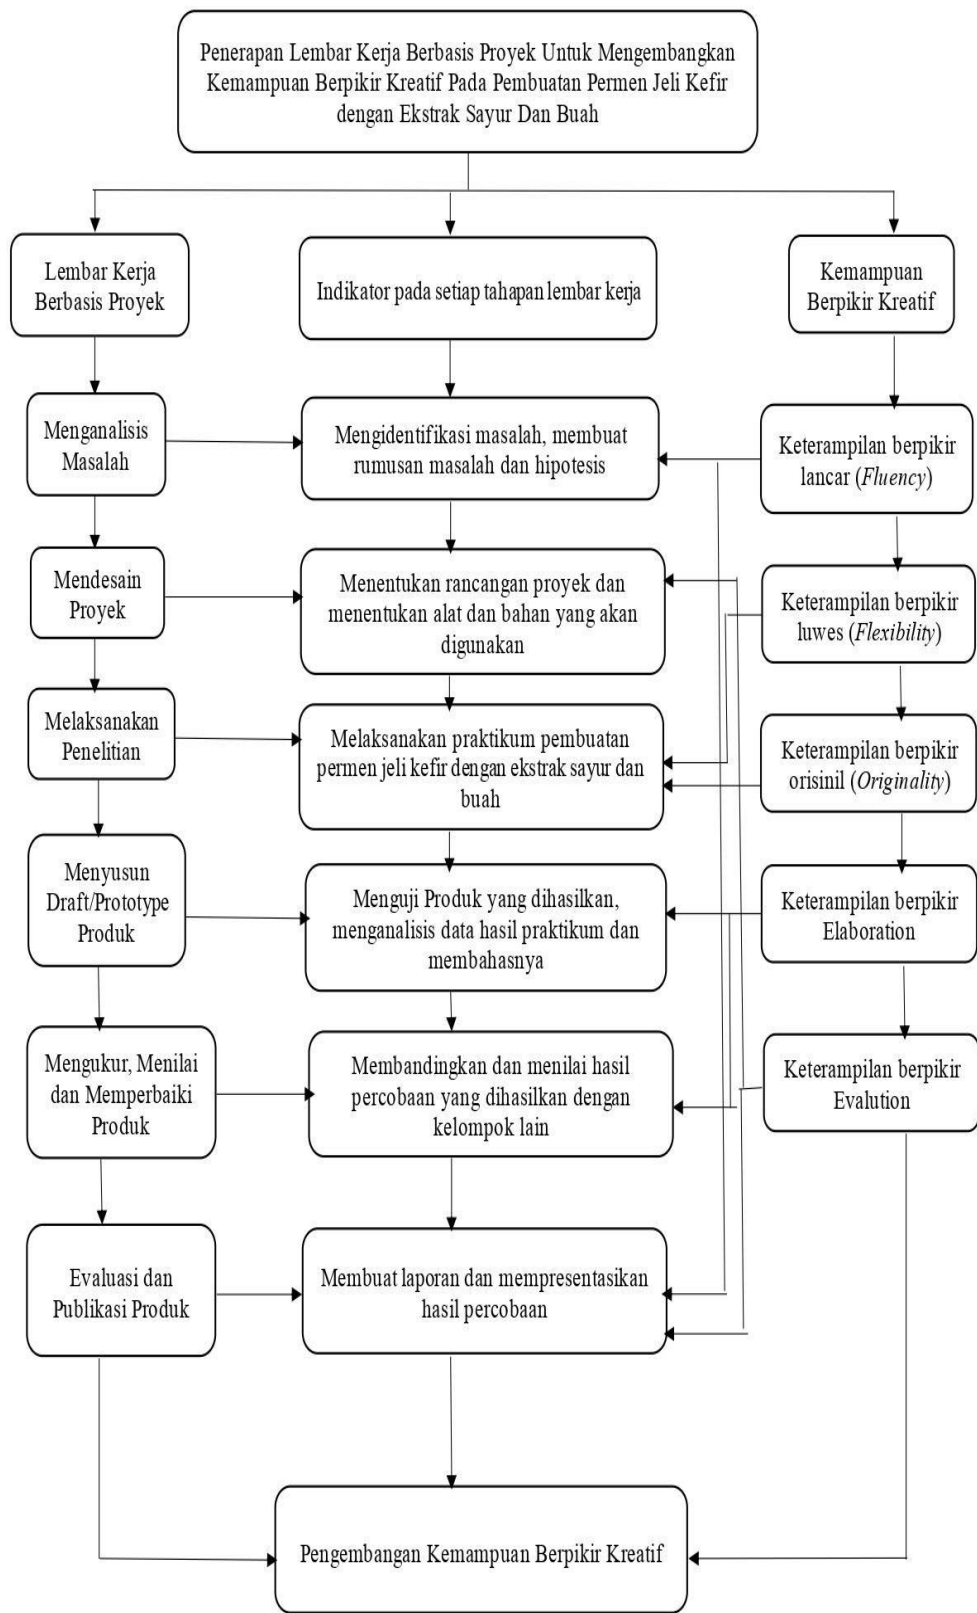 Penerapan Lembar Kerja Berbasis Proyek Untuk Mengembangkan
Kemampuan Berpikir Kreatif Pada Pembuatan Permen Jeli Kefir
dengan Ekstrak Sayur Dan Buah
Lembar Kerja
Berbasis Proyek
Indikator pada setiap tahapan lembar kerja
Kemampuan
Berpikir Kreatif
Menganalisis
Masalah
Mengidentifikasi masalah, membuat
rumusan masalah dan hipotesis
Keterampilan berpikir
lancar (Fluency)
Mendesain
Proyek
Menentukan rancangan proyek dan
menentukan alat dan bahan yang akan
digunakan
Keterampilan berpikir
luwes (Flexibility)
Melaksanakan
Penelitian
Melaksanakan praktikum pembuatan
permen jeli kefir dengan ekstrak sayur dan
buah
Keterampilan berpikir
orisinil (Originality)
Menyusun
Draft/Prototype
Produk
Menguji Produk yang dihasilkan,
menganalisis data hasil praktikum dan
membahasnya
Keterampilan berpikir
Elaboration
Mengukur, Menilai
dan Memperbaiki
Produk
Membandingkan dan menilai hasil
percobaan yang dihasilkan dengan
kelompok lain
Keterampilan berpikir
Evalution
Evaluasi dan
Publikasi Produk
Membuat laporan dan mempresentasikan
hasil percobaan
Pengembangan Kemampuan Berpikir Kreatif